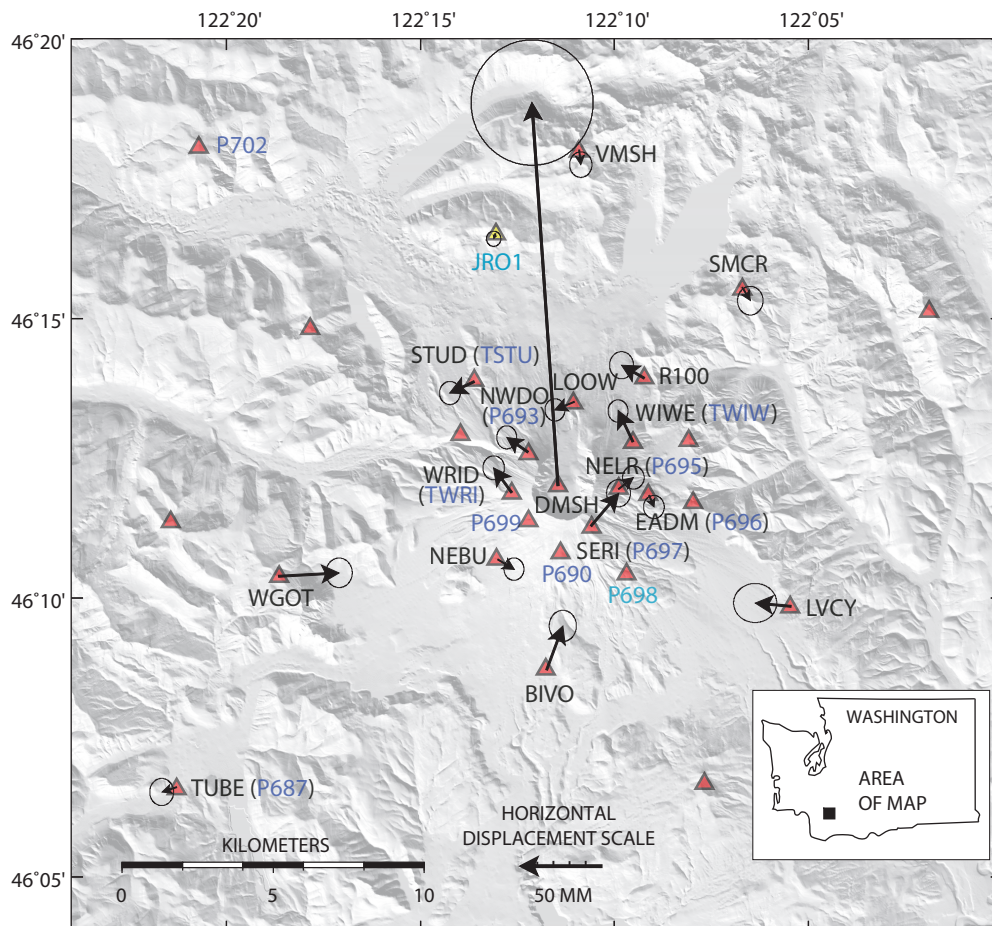 122°20' 122°15' 122°10' 122°05'
46°20'
P702
VMSH
JRO1
SMCR
46°15'
STUD (TSTU)
LOOW
R100
NWDO
(P693)
WIWE (TWIW)
WRID
(TWRI)
NELR (P695)
DMSH
EADM (P696)
P699
SERI (P697)
NEBU
P690
P698
WGOT
46°10'
LVCY
BIVO
WASHINGTON
AREA
OF MAP
TUBE (P687)
HORIZONTAL
DISPLACEMENT SCALE
KILOMETERS
46°05'
0 5 10
50 MM